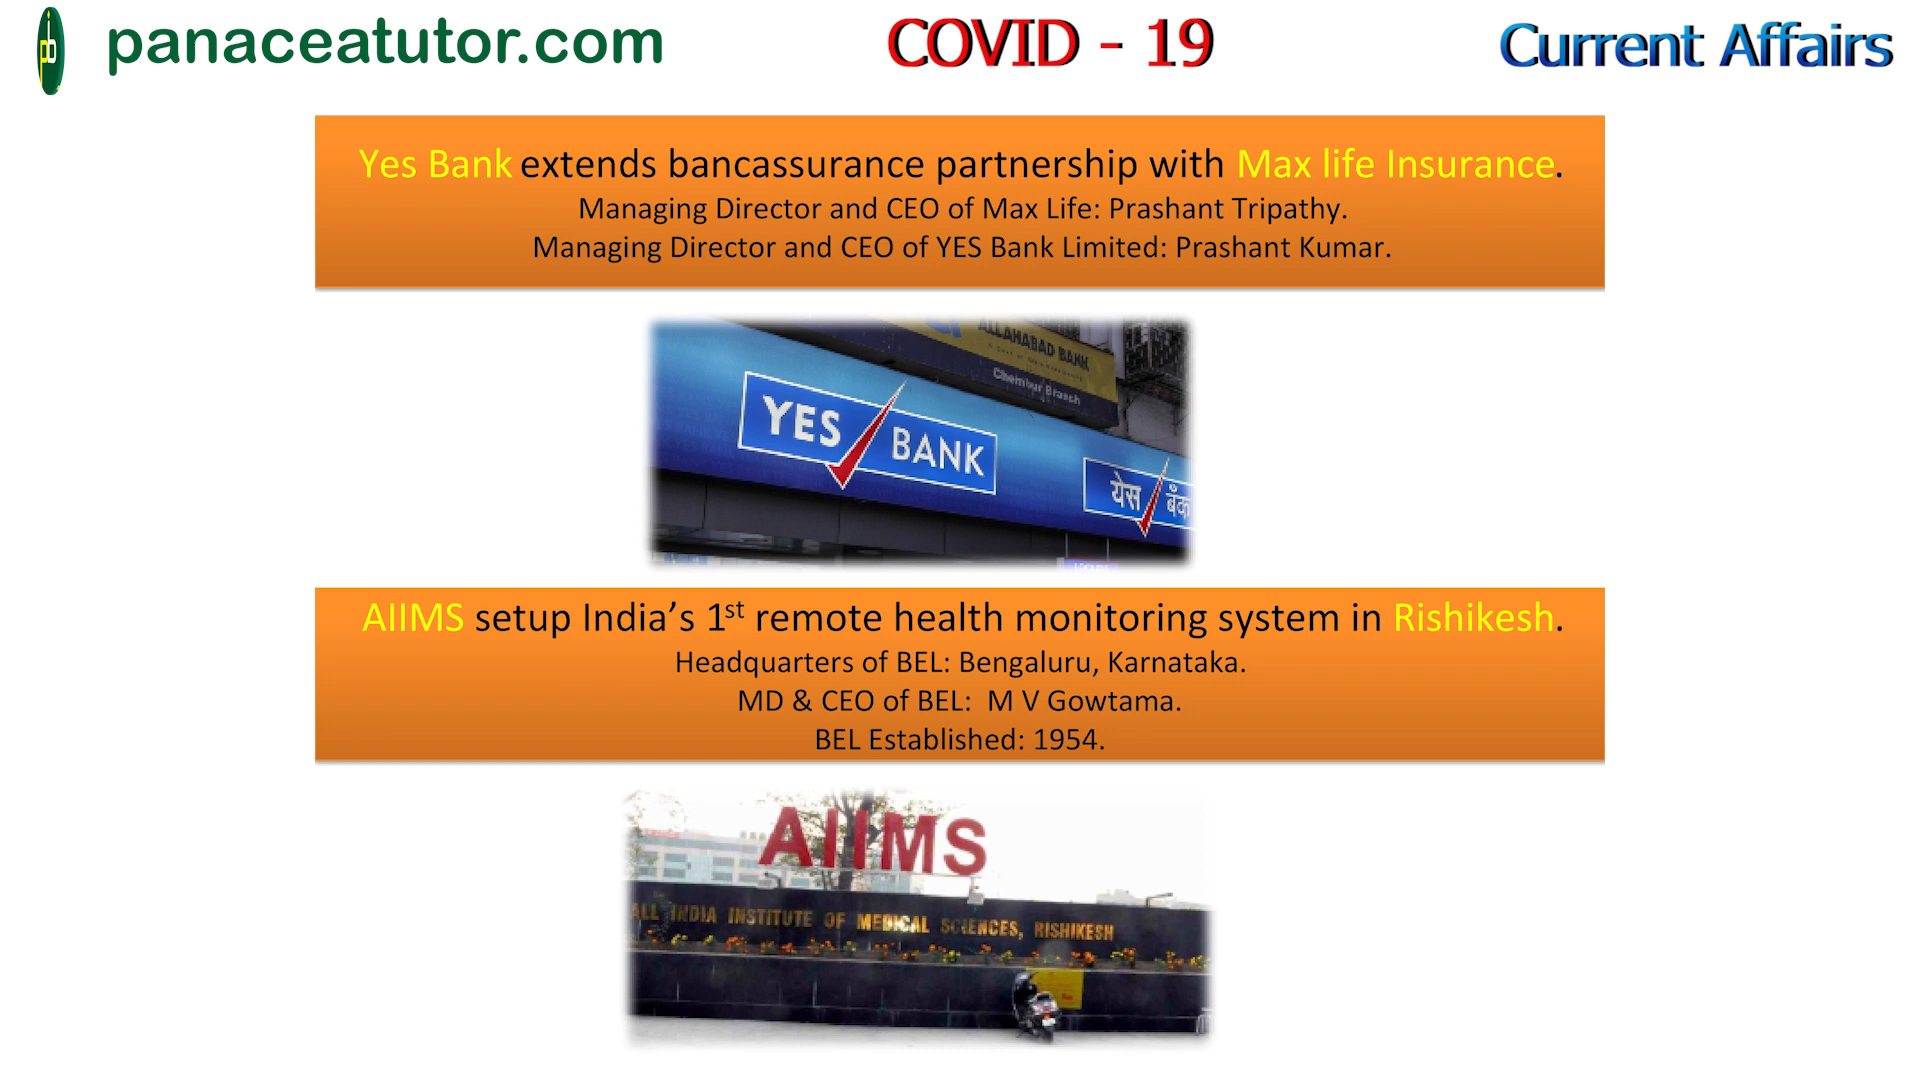 panaceatutor.com
COVID - 19
Current Affairs
Yes Bank extends bancassurance partnership with Max life Insurance.
Managing Director and CEO of Max Life: Prashant Tripathy.
Managing Director and CEO of YES Bank Limited: Prashant Kumar.
ALLAHABAD BANK
Chembur Branch
YES BANK
येस बँक
AIIMS setup India’s 1st remote health monitoring system in Rishikesh.
Headquarters of BEL: Bengaluru, Karnataka.
MD & CEO of BEL: M V Gowtama.
BEL Established: 1954.
AIIMS
ALL INDIA INSTITUTE OF MEDICAL SCIENCES, RISHIKESH